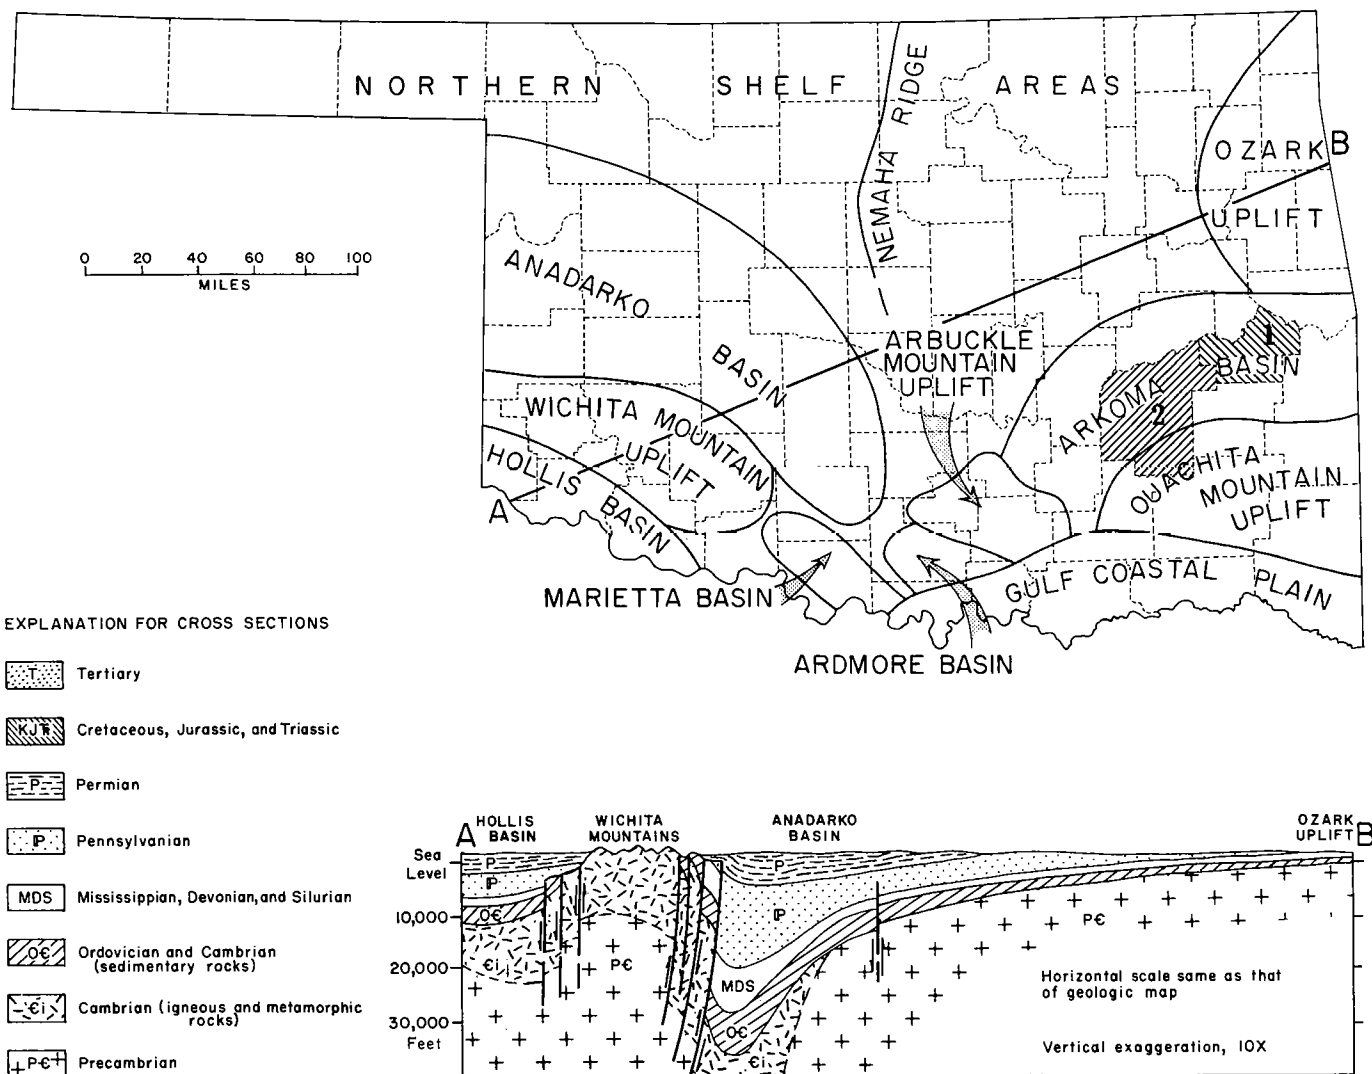 NORTHERN SHELF AREAS
NEMAHA RIDGE
OZARK
B
UPLIFT
0 20 40 60 80 100
MILES
ANADARKO
BASIN
ARBUCKLE
MOUNTAIN
UPLIFT
1
BASIN
ARKOMA
2
WICHITA MOUNTAIN
UPLIFT
HOLLIS BASIN
A
OUACHITA
MOUNTAIN
UPLIFT
MARIETTA BASIN
GULF COASTAL PLAIN
ARDMORE BASIN
EXPLANATION FOR CROSS SECTIONS
T Tertiary
KJT̅R Cretaceous, Jurassic, and Triassic
P Permian
IP Pennsylvanian
MDS Mississippian, Devonian, and Silurian
O€ Ordovician and Cambrian
(sedimentary rocks)
€i Cambrian (igneous and metamorphic
rocks)
P€ Precambrian
A
HOLLIS
BASIN
WICHITA
MOUNTAINS
ANADARKO
BASIN
OZARK
UPLIFT
B
Sea
Level
10,000
20,000
30,000
Feet
P
IP
O€
€i
P€
P
IP
MDS
O€
€i
P€
Horizontal scale same as that
of geologic map
Vertical exaggeration, 10X